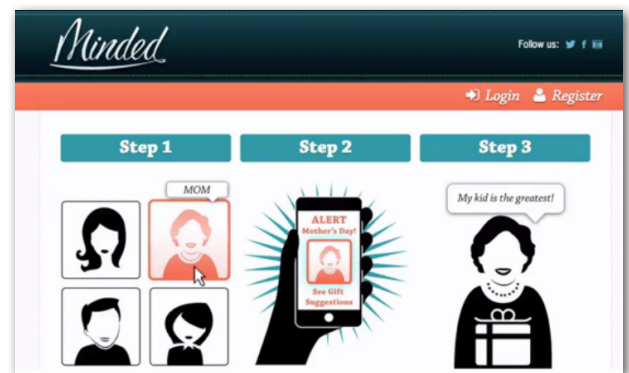 Minded
Follow us:
Login Register
Step 1
Step 2
Step 3
MOM
ALERT
Mother's Day!
See Gift
Suggestions
My kid is the greatest!